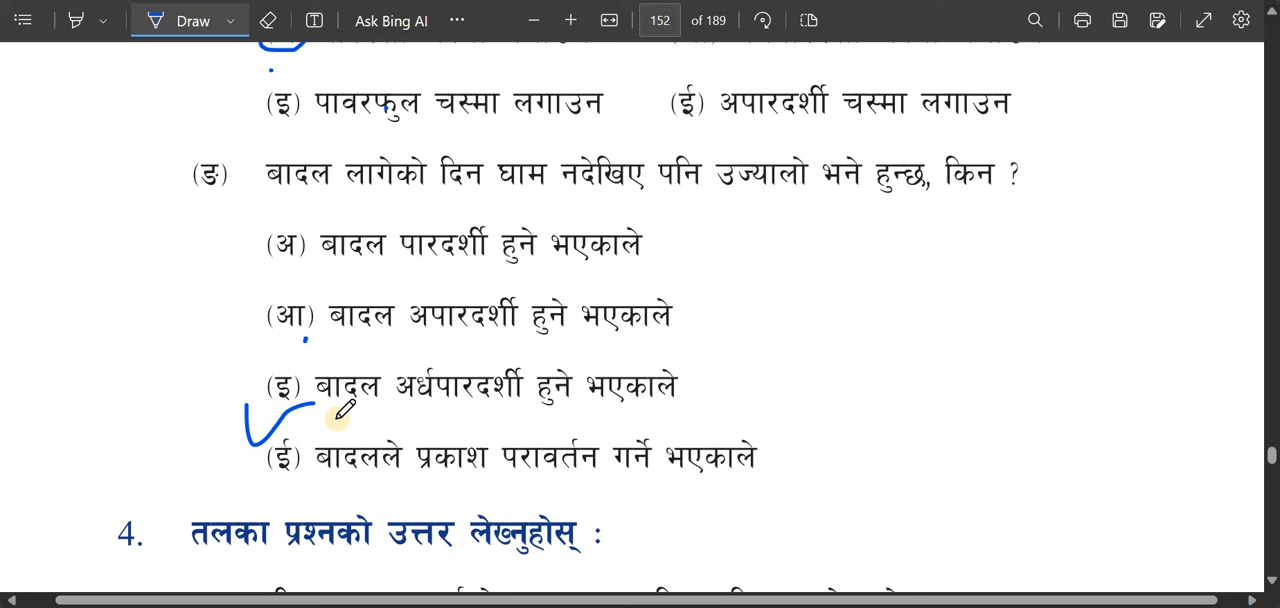 Draw
Ask Bing AI
152 of 189
(इ) पावरफुल चस्मा लगाउन (ई) अपारदर्शी चस्मा लगाउन
(ङ) बादल लागेको दिन घाम नदेखिए पनि उज्यालो भने हुन्छ, किन ?
(अ) बादल पारदर्शी हुने भएकाले
(आ) बादल अपारदर्शी हुने भएकाले
(इ) बादल अर्धपारदर्शी हुने भएकाले
(ई) बादलले प्रकाश परावर्तन गर्ने भएकाले
4. तलका प्रश्नको उत्तर लेख्नुहोस् :